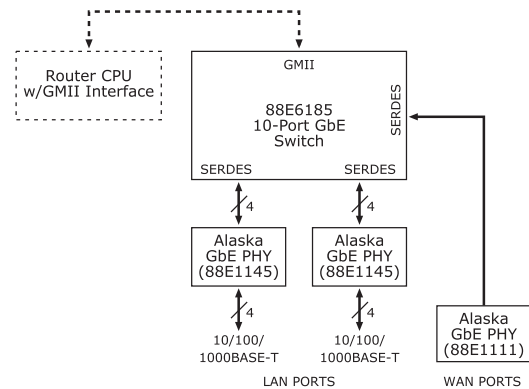 GMII
Router CPU
w/GMII Interface
88E6185
10-Port GbE
Switch
SERDES
SERDES
SERDES
4
4
Alaska
GbE PHY
(88E1145)
Alaska
GbE PHY
(88E1145)
4
4
Alaska
GbE PHY
(88E1111)
10/100/
1000BASE-T
10/100/
1000BASE-T
LAN PORTS
WAN PORTS